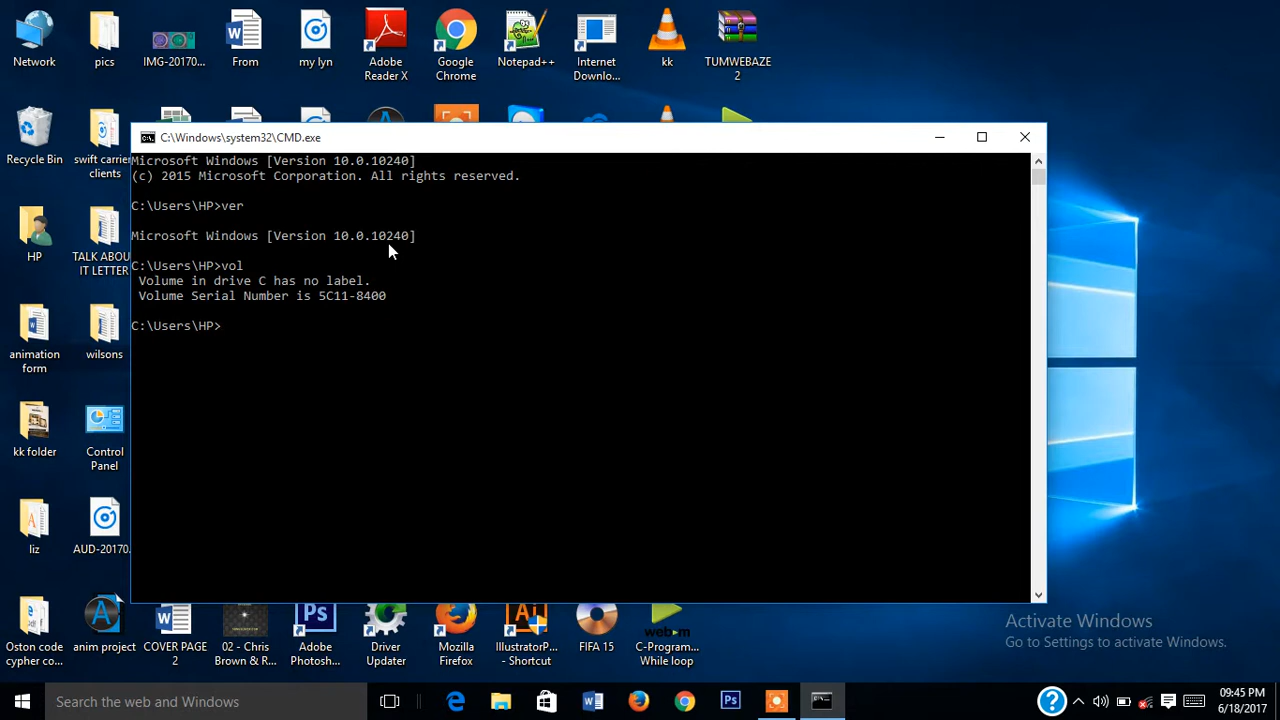 Network
pics
IMG-20170...
From
my lyn
Adobe
Reader X
Google
Chrome
Notepad++
Internet
Downlo...
kk
TUMWEBAZE
2
Recycle Bin
swift carrier
clients
C:\Windows\system32\CMD.exe
Microsoft Windows [Version 10.0.10240]
(c) 2015 Microsoft Corporation. All rights reserved.
C:\Users\HP>ver
Microsoft Windows [Version 10.0.10240]
C:\Users\HP>vol
Volume in drive C has no label.
Volume Serial Number is 5C11-8400
C:\Users\HP>
HP
TALK ABOUT
IT LETTER
animation
form
wilsons
kk folder
Control
Panel
liz
AUD-20170.
Oston code
cypher co...
anim project
COVER PAGE
2
02 - Chris
Brown & R...
Adobe
Photosh...
Driver
Updater
Mozilla
Firefox
IllustratorP...
- Shortcut
FIFA 15
C-Program...
While loop
Activate Windows
Go to Settings to activate Windows.
Search the web and Windows
09:45 PM
6/18/2017